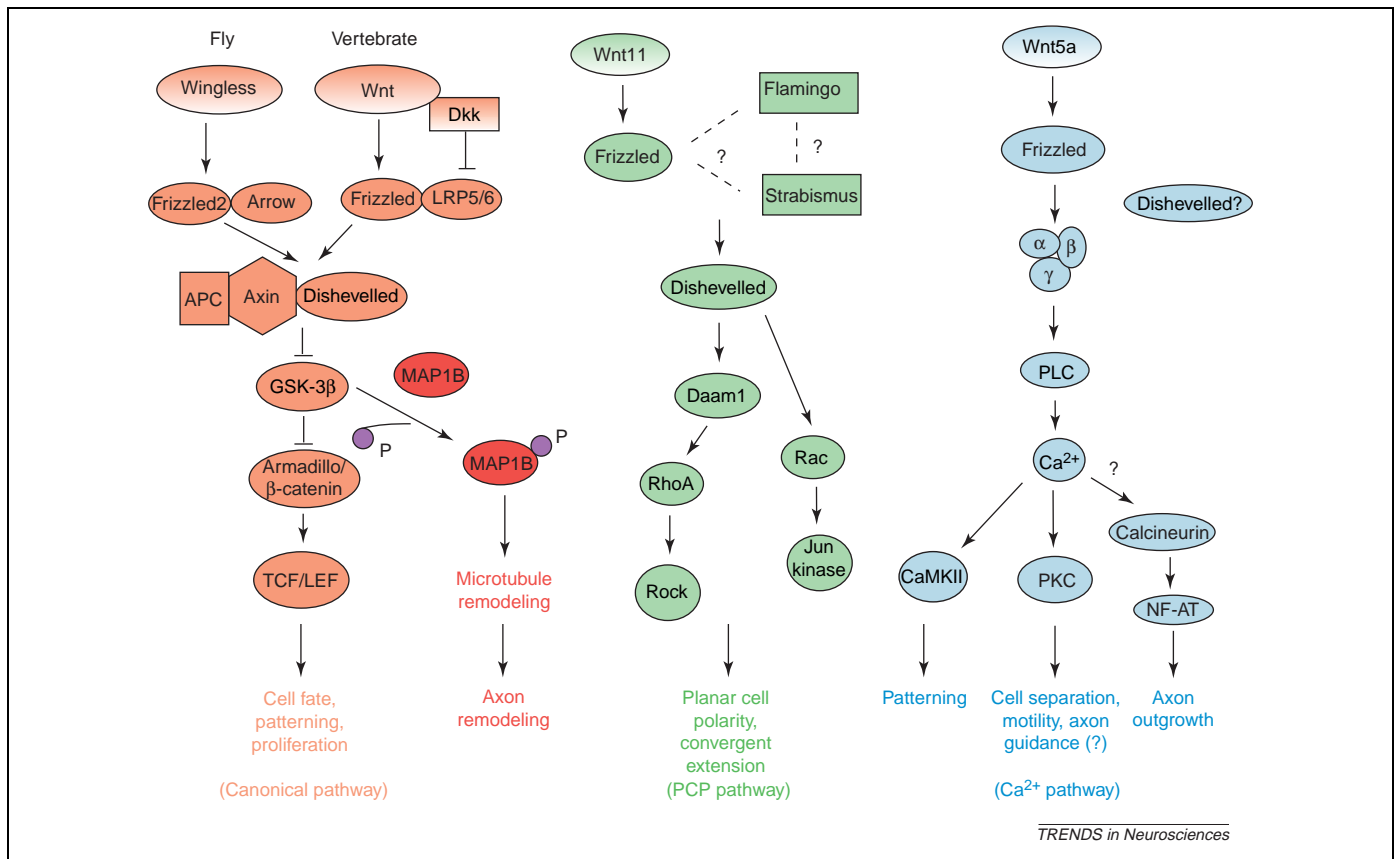 Fly
Vertebrate
Wingless
Wnt
Dkk
Frizzled2
Arrow
Frizzled
LRP5/6
APC
Axin
Dishevelled
GSK-3β
MAP1B
P
Armadillo/
β-catenin
MAP1B
P
TCF/LEF
Microtubule
remodeling
Cell fate,
patterning,
proliferation
(Canonical pathway)
Axon
remodeling
Wnt11
Flamingo
Frizzled
?
?
Strabismus
Dishevelled
Daam1
RhoA
Rac
Rock
Jun
kinase
Planar cell
polarity,
convergent
extension
(PCP pathway)
Wnt5a
Frizzled
Dishevelled?
α
β
γ
PLC
Ca²⁺
?
Calcineurin
CaMKII
PKC
NF-AT
Patterning
Cell separation,
motility, axon
guidance (?)
Axon
outgrowth
(Ca²⁺ pathway)
TRENDS in Neurosciences